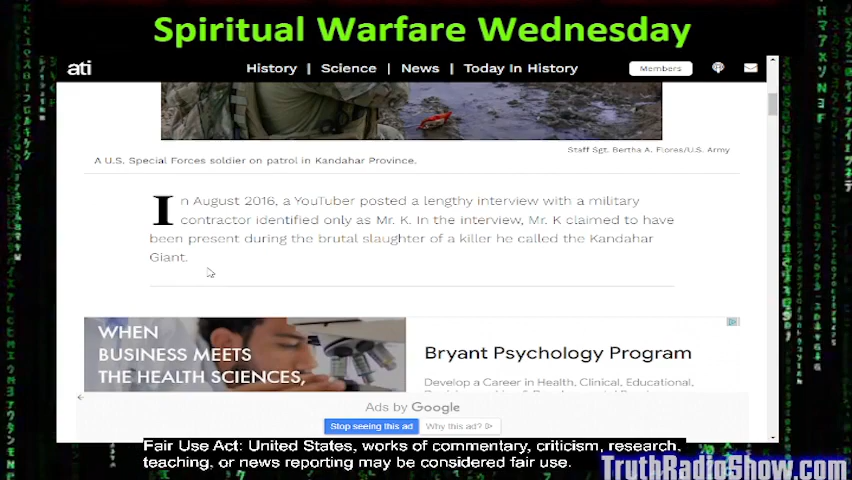 Spiritual Warfare Wednesday
ati
History | Science | News | Today In History
Members
Staff Sgt. Bertha A. Flores/U.S. Army
A U.S. Special Forces soldier on patrol in Kandahar Province.
In August 2016, a YouTuber posted a lengthy interview with a military
contractor identified only as Mr. K. In the interview, Mr. K claimed to have
been present during the brutal slaughter of a killer he called the Kandahar
Giant.
WHEN
BUSINESS MEETS
THE HEALTH SCIENCES,
Bryant Psychology Program
Develop a Career in Health, Clinical, Educational,
Ads by Google
Stop seeing this ad
Why this ad?
Fair Use Act: United States, works of commentary, criticism, research,
teaching, or news reporting may be considered fair use.
TruthRadioShow.com